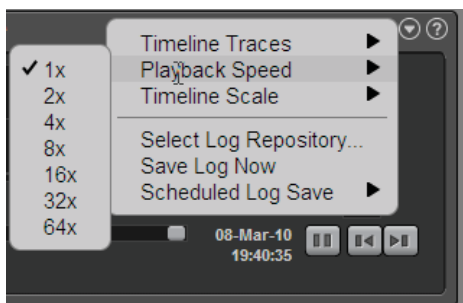 Timeline Traces
Playback Speed
Timeline Scale
Select Log Repository...
Save Log Now
Scheduled Log Save
1x
2x
4x
8x
16x
32x
64x
08-Mar-10
19:40:35
?